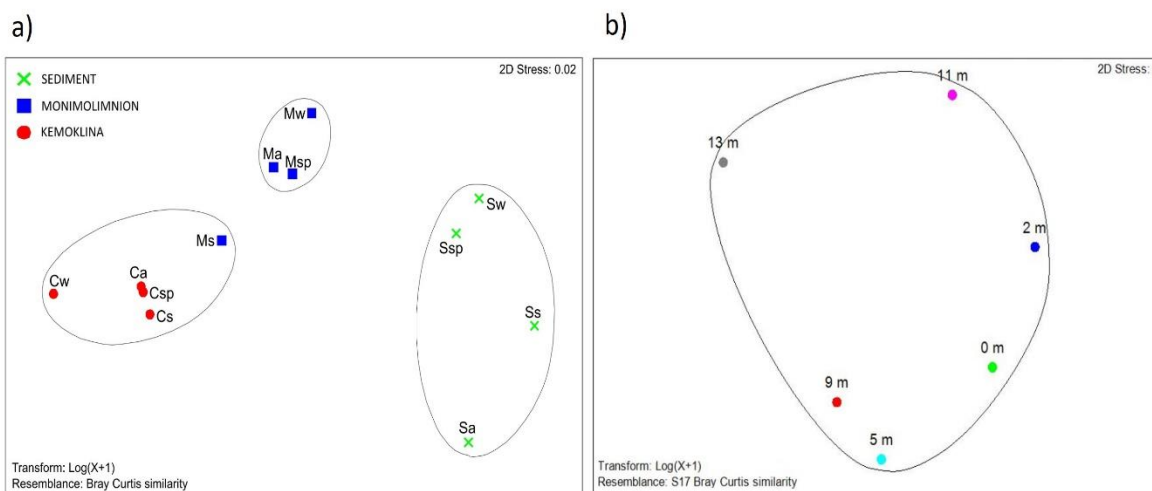 a)
2D Stress: 0.02
SEDIMENT
MONIMOLIMNION
KEMOKLINA
Mw
Ma
Msp
Ms
Cw
Ca
Csp
Cs
Sw
Ssp
Ss
Sa
Transform: Log(X+1)
Resemblance: Bray Curtis similarity
b)
2D Stress:
11 m
13 m
2 m
0 m
9 m
5 m
Transform: Log(X+1)
Resemblance: S17 Bray Curtis similarity